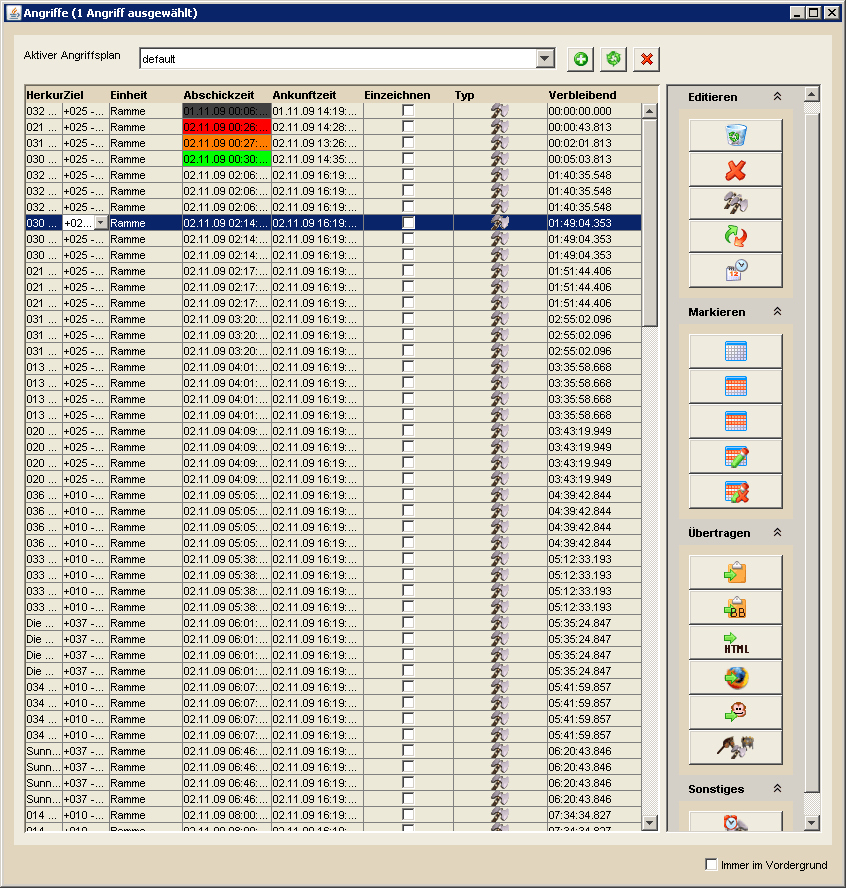 Angriffe (1 Angriff ausgewählt)
Aktiver Angriffsplan default
Herkur Ziel Einheit Abschickzeit Ankunftzeit Einzeichnen Typ Verbleibend
032 ... +025 -... Ramme 01.11.09 00:06:... 01.11.09 14:19:... 00:00:00.000
021 ... +025 -... Ramme 02.11.09 00:26:... 02.11.09 14:28:... 00:00:43.813
031 ... +025 -... Ramme 02.11.09 00:27:... 02.11.09 13:26:... 00:02:01.813
030 ... +025 -... Ramme 02.11.09 00:30:... 02.11.09 14:35:... 00:05:03.813
032 ... +025 -... Ramme 02.11.09 02:06:... 02.11.09 16:19:... 01:40:35.548
032 ... +025 -... Ramme 02.11.09 02:06:... 02.11.09 16:19:... 01:40:35.548
032 ... +025 -... Ramme 02.11.09 02:06:... 02.11.09 16:19:... 01:40:35.548
030 ... +02... Ramme 02.11.09 02:14:... 02.11.09 16:19:... 01:49:04.353
030 ... +025 -... Ramme 02.11.09 02:14:... 02.11.09 16:19:... 01:49:04.353
030 ... +025 -... Ramme 02.11.09 02:14:... 02.11.09 16:19:... 01:49:04.353
021 ... +025 -... Ramme 02.11.09 02:17:... 02.11.09 16:19:... 01:51:44.406
021 ... +025 -... Ramme 02.11.09 02:17:... 02.11.09 16:19:... 01:51:44.406
021 ... +025 -... Ramme 02.11.09 02:17:... 02.11.09 16:19:... 01:51:44.406
031 ... +025 -... Ramme 02.11.09 03:20:... 02.11.09 16:19:... 02:55:02.096
031 ... +025 -... Ramme 02.11.09 03:20:... 02.11.09 16:19:... 02:55:02.096
031 ... +025 -... Ramme 02.11.09 03:20:... 02.11.09 16:19:... 02:55:02.096
013 ... +025 -... Ramme 02.11.09 04:01:... 02.11.09 16:19:... 03:35:58.668
013 ... +025 -... Ramme 02.11.09 04:01:... 02.11.09 16:19:... 03:35:58.668
013 ... +025 -... Ramme 02.11.09 04:01:... 02.11.09 16:19:... 03:35:58.668
013 ... +025 -... Ramme 02.11.09 04:01:... 02.11.09 16:19:... 03:35:58.668
020 ... +025 -... Ramme 02.11.09 04:09:... 02.11.09 16:19:... 03:43:19.949
020 ... +025 -... Ramme 02.11.09 04:09:... 02.11.09 16:19:... 03:43:19.949
020 ... +025 -... Ramme 02.11.09 04:09:... 02.11.09 16:19:... 03:43:19.949
020 ... +025 -... Ramme 02.11.09 04:09:... 02.11.09 16:19:... 03:43:19.949
036 ... +010 -... Ramme 02.11.09 05:05:... 02.11.09 16:19:... 04:39:42.844
036 ... +010 -... Ramme 02.11.09 05:05:... 02.11.09 16:19:... 04:39:42.844
036 ... +010 -... Ramme 02.11.09 05:05:... 02.11.09 16:19:... 04:39:42.844
036 ... +010 -... Ramme 02.11.09 05:05:... 02.11.09 16:19:... 04:39:42.844
033 ... +010 -... Ramme 02.11.09 05:38:... 02.11.09 16:19:... 05:12:33.193
033 ... +010 -... Ramme 02.11.09 05:38:... 02.11.09 16:19:... 05:12:33.193
033 ... +010 -... Ramme 02.11.09 05:38:... 02.11.09 16:19:... 05:12:33.193
033 ... +010 -... Ramme 02.11.09 05:38:... 02.11.09 16:19:... 05:12:33.193
Die ... +037 -... Ramme 02.11.09 06:01:... 02.11.09 16:19:... 05:35:24.847
Die ... +037 -... Ramme 02.11.09 06:01:... 02.11.09 16:19:... 05:35:24.847
Die ... +037 -... Ramme 02.11.09 06:01:... 02.11.09 16:19:... 05:35:24.847
Die ... +037 -... Ramme 02.11.09 06:01:... 02.11.09 16:19:... 05:35:24.847
034 ... +010 -... Ramme 02.11.09 06:07:... 02.11.09 16:19:... 05:41:59.857
034 ... +010 -... Ramme 02.11.09 06:07:... 02.11.09 16:19:... 05:41:59.857
034 ... +010 -... Ramme 02.11.09 06:07:... 02.11.09 16:19:... 05:41:59.857
034 ... +010 -... Ramme 02.11.09 06:07:... 02.11.09 16:19:... 05:41:59.857
Sunn... +037 -... Ramme 02.11.09 06:46:... 02.11.09 16:19:... 06:20:43.846
Sunn... +037 -... Ramme 02.11.09 06:46:... 02.11.09 16:19:... 06:20:43.846
Sunn... +037 -... Ramme 02.11.09 06:46:... 02.11.09 16:19:... 06:20:43.846
Sunn... +037 -... Ramme 02.11.09 06:46:... 02.11.09 16:19:... 06:20:43.846
014 ... +010 -... Ramme 02.11.09 08:00:... 02.11.09 16:19:... 07:34:34.827
014 ... +010 -... Ramme 02.11.09 08:00:... 02.11.09 16:19:... 07:34:34.827
Editieren
12
Markieren
Übertragen
BB
HTML
Sonstiges
Immer im Vordergrund